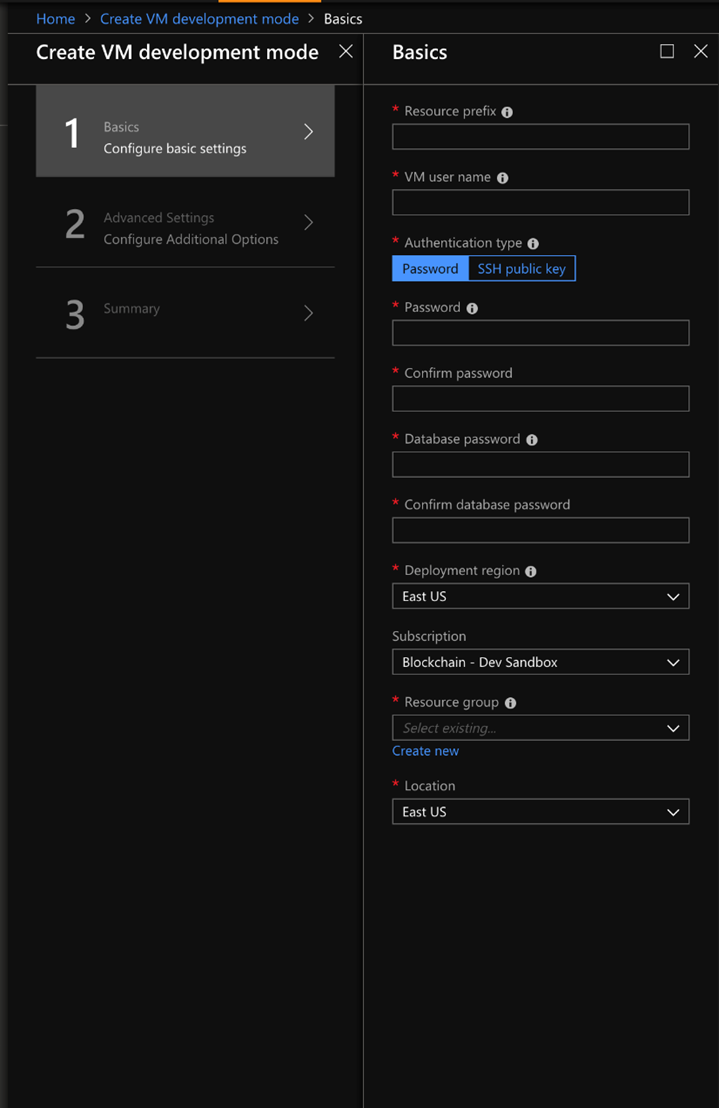 Home > Create VM development mode > Basics
Create VM development mode
1
Basics
Configure basic settings
2
Advanced Settings
Configure Additional Options
3
Summary
Basics
* Resource prefix
* VM user name
* Authentication type
Password SSH public key
* Password
* Confirm password
* Database password
* Confirm database password
* Deployment region
East US
Subscription
Blockchain - Dev Sandbox
* Resource group
Select existing...
Create new
* Location
East US